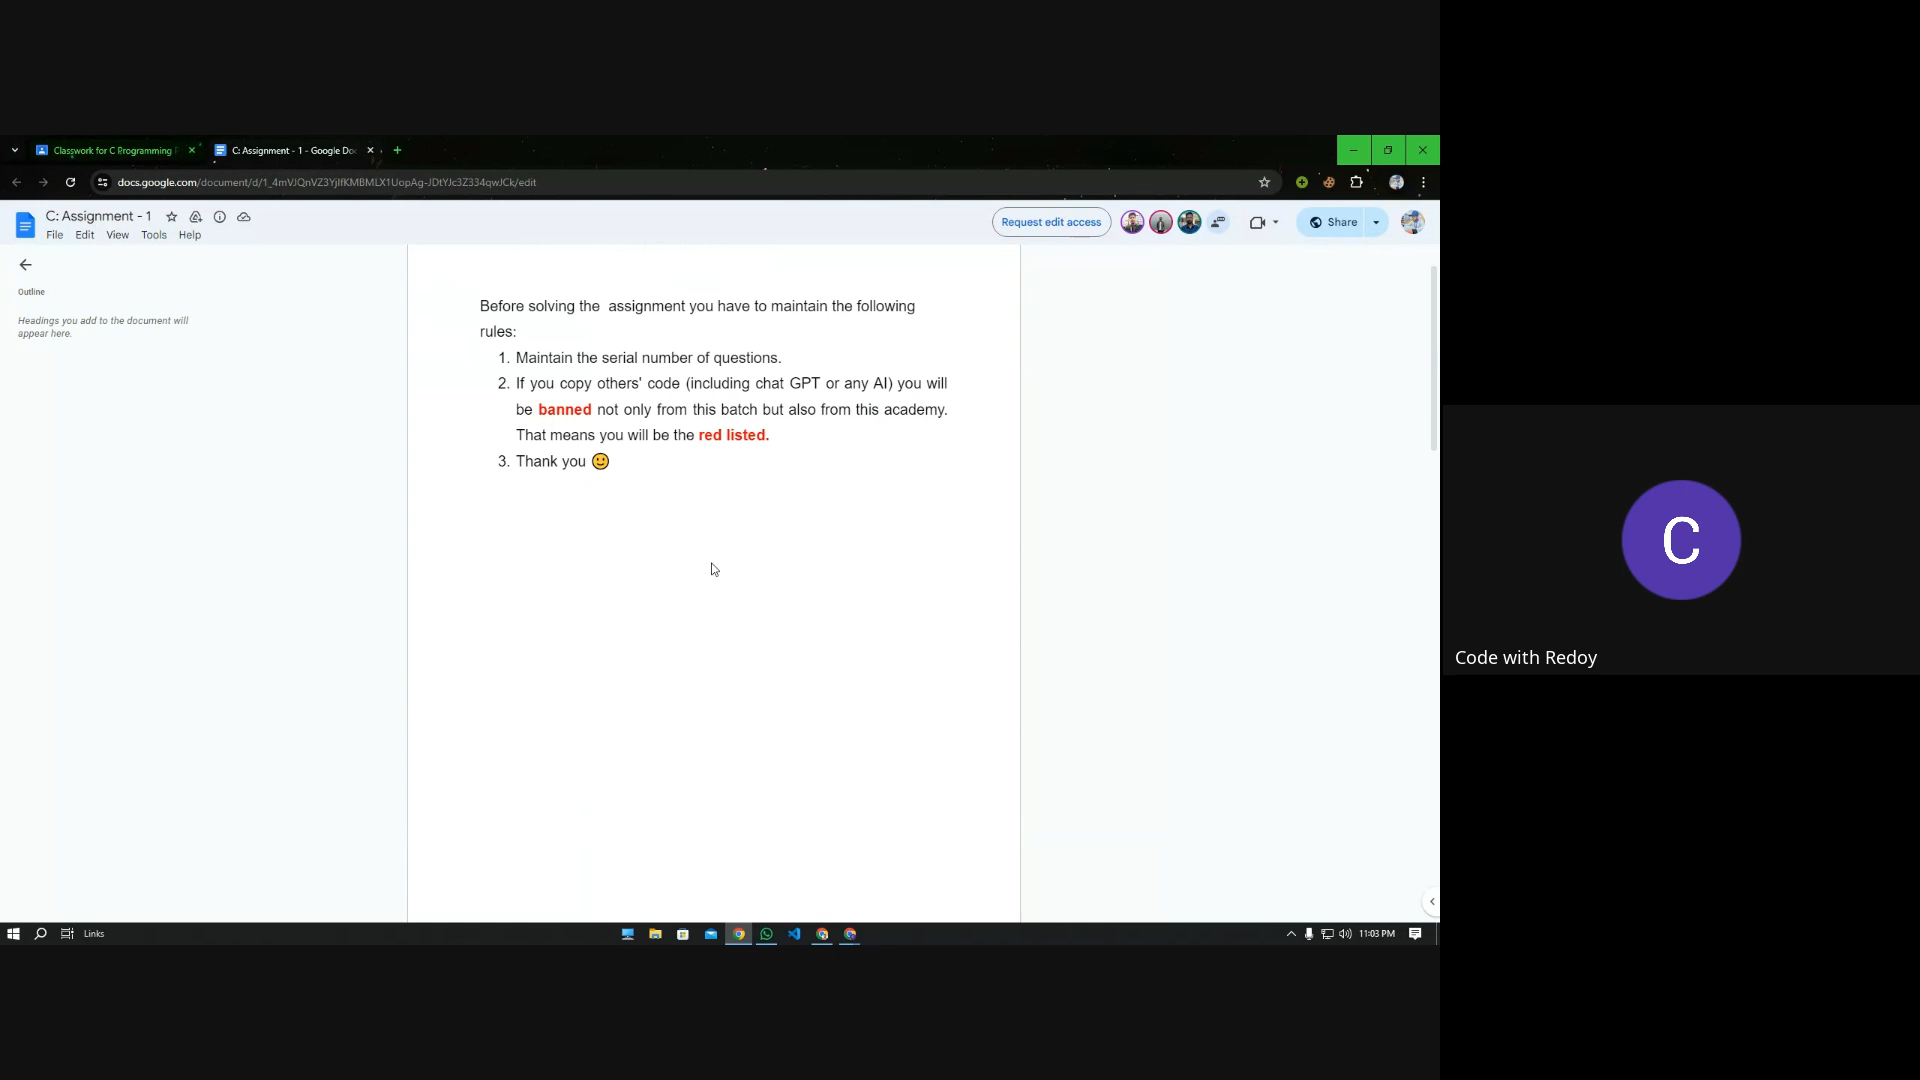 Classwork for C Programming
C: Assignment - 1 - Google Doc
docs.google.com/document/d/1_4mVJQnVZ3YjlfKMBMLX1UopAg-JDtYJc3Z334qwJCk/edit
C: Assignment - 1
File Edit View Tools Help
Request edit access
Share
Outline
Headings you add to the document will
appear here.
Before solving the assignment you have to maintain the following
rules:
1. Maintain the serial number of questions.
2. If you copy others' code (including chat GPT or any AI) you will
be banned not only from this batch but also from this academy.
That means you will be the red listed.
3. Thank you 🙂
C
Code with Redoy
Links
11:03 PM